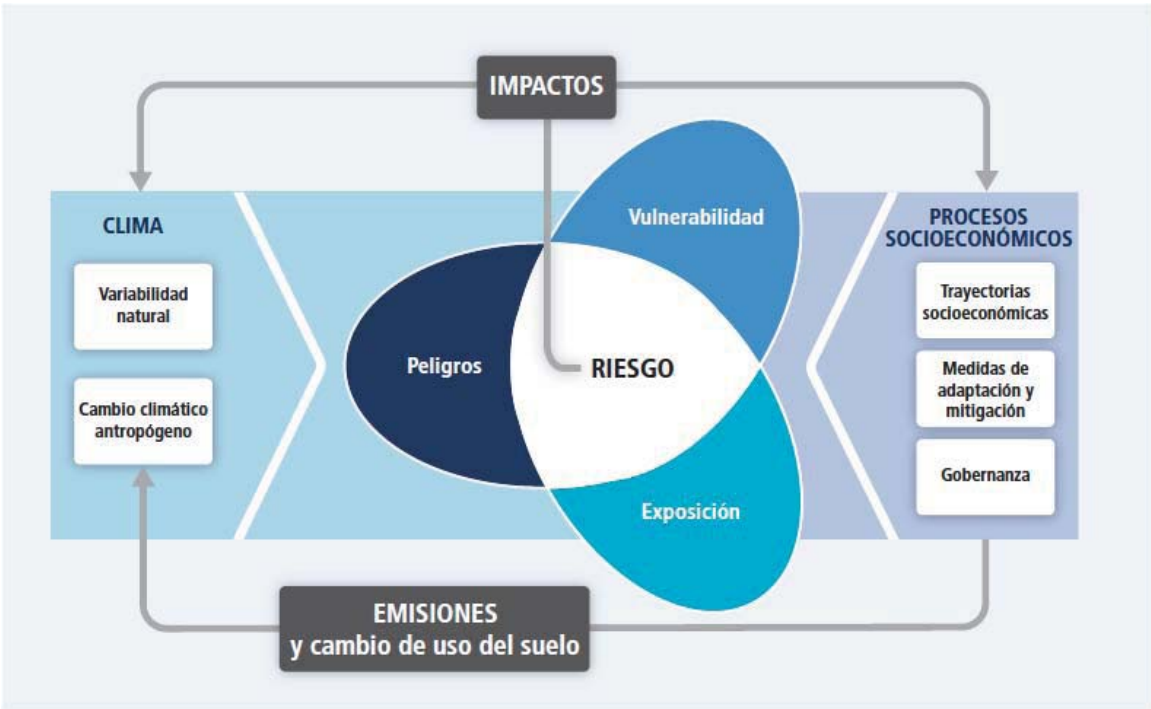 IMPACTOS
CLIMA
Variabilidad
natural
Cambio climático
antropógeno
Peligros
Vulnerabilidad
RIESGO
Exposición
PROCESOS
SOCIOECONÓMICOS
Trayectorias
socioeconómicas
Medidas de
adaptación y
mitigación
Gobernanza
EMISIONES
y cambio de uso del suelo